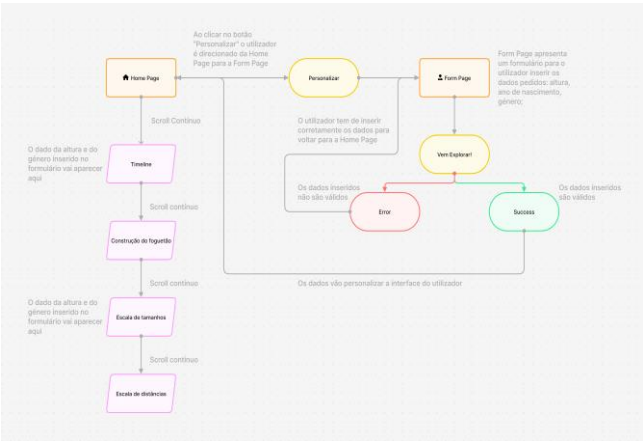 Ao clicar no botão
"Personalizar" o utilizador
é direcionado da Home
Page para a Form Page
Home Page
Personalizar
Form Page
Form Page apresenta
um formulário para o
utilizador inserir os
dados pedidos: altura,
ano de nascimento,
género;
Scroll Contínuo
O utilizador tem de inserir
corretamente os dados para
voltar para a Home Page
O dado da altura e do
género inserido no
formulário vai aparecer
aqui
Timeline
Vem Explorar!
Os dados inseridos
não são válidos
Error
Success
Os dados inseridos
são válidos
Scroll contínuo
Construção do foguetão
Scroll contínuo
Os dados vão personalizar a interface do utilizador
O dado da altura e do
género inserido no
formulário vai aparecer
aqui
Escala de tamanhos
Scroll contínuo
Escala de distâncias